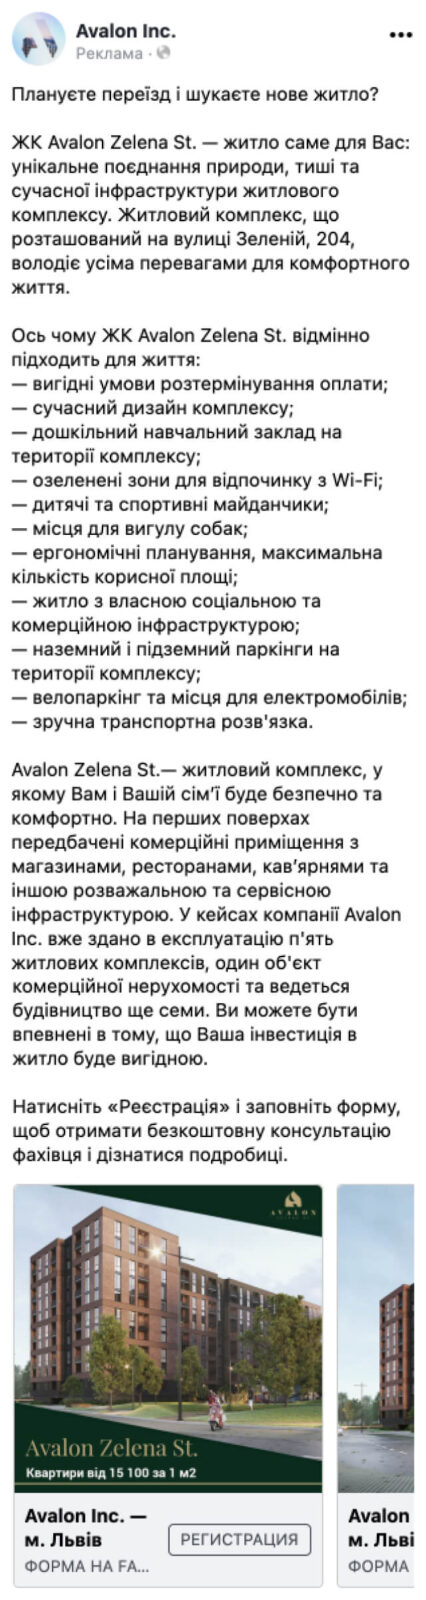 Avalon Inc.
Реклама ·
Плануєте переїзд і шукаєте нове житло?
ЖК Avalon Zelena St. — житло саме для Вас:
унікальне поєднання природи, тиші та
сучасної інфраструктури житлового
комплексу. Житловий комплекс, що
розташований на вулиці Зеленій, 204,
володіє усіма перевагами для комфортного
життя.
Ось чому ЖК Avalon Zelena St. відмінно
підходить для життя:
— вигідні умови розтермінування оплати;
— сучасний дизайн комплексу;
— дошкільний навчальний заклад на
території комплексу;
— озеленені зони для відпочинку з Wi-Fi;
— дитячі та спортивні майданчики;
— місця для вигулу собак;
— ергономічні планування, максимальна
кількість корисної площі;
— житло з власною соціальною та
комерційною інфраструктурою;
— наземний і підземний паркінги на
території комплексу;
— велопаркінг та місця для електромобілів;
— зручна транспортна розв'язка.
Avalon Zelena St.— житловий комплекс, у
якому Вам і Вашій сім’ї буде безпечно та
комфортно. На перших поверхах
передбачені комерційні приміщення з
магазинами, ресторанами, кав’ярнями та
іншою розважальною та сервісною
інфраструктурою. У кейсах компанії Avalon
Inc. вже здано в експлуатацію п'ять
житлових комплексів, один об'єкт
комерційної нерухомості та ведеться
будівництво ще семи. Ви можете бути
впевнені в тому, що Ваша інвестиція в
житло буде вигідною.
Натисніть «Реєстрація» і заповніть форму,
щоб отримати безкоштовну консультацію
фахівця і дізнатися подробиці.
AVALON
Avalon Zelena St.
Квартири від 15 100 за 1 м2
Avalon Inc. —
м. Львів
ФОРМА НА FA...
РЕГИСТРАЦИЯ
Avalon
м. Льві
ФОРМА